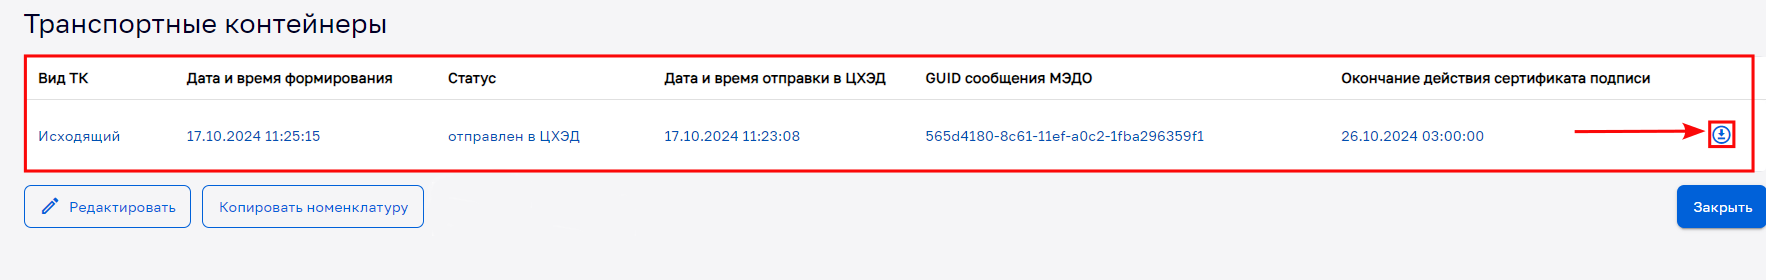 Транспортные контейнеры
Вид ТК Дата и время формирования Статус Дата и время отправки в ЦХЭД GUID сообщения МЭДО Окончание действия сертификата подписи
Исходящий 17.10.2024 11:25:15 отправлен в ЦХЭД 17.10.2024 11:23:08 565d4180-8c61-11ef-a0c2-1fba296359f1 26.10.2024 03:00:00
Редактировать Копировать номенклатуру Закрыть